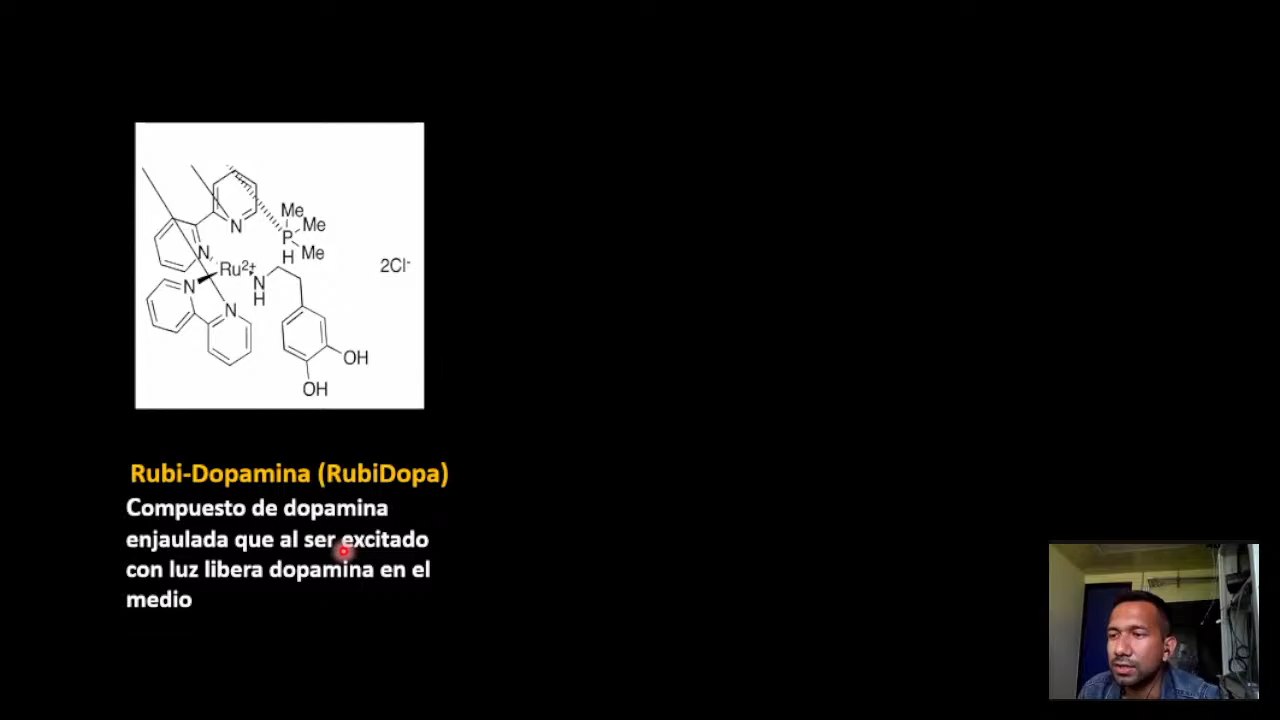 Me
N
Me
P
N
H
Me
Ru²⁺
2Cl⁻
N
N
H
N
OH
OH
Rubi-Dopamina (RubiDopa)
Compuesto de dopamina
enjaulada que al ser excitado
con luz libera dopamina en el
medio